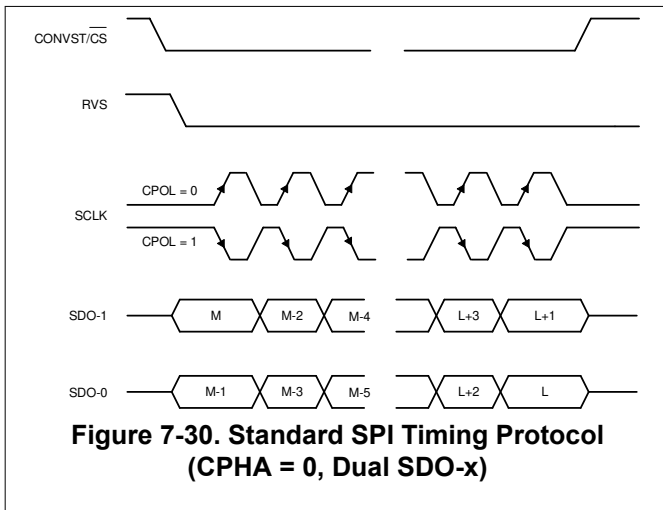 CONVST/CS
RVS
CPOL = 0
SCLK
CPOL = 1
SDO-1 M M-2 M-4 L+3 L+1
SDO-0 M-1 M-3 M-5 L+2 L
Figure 7-30. Standard SPI Timing Protocol
(CPHA = 0, Dual SDO-x)